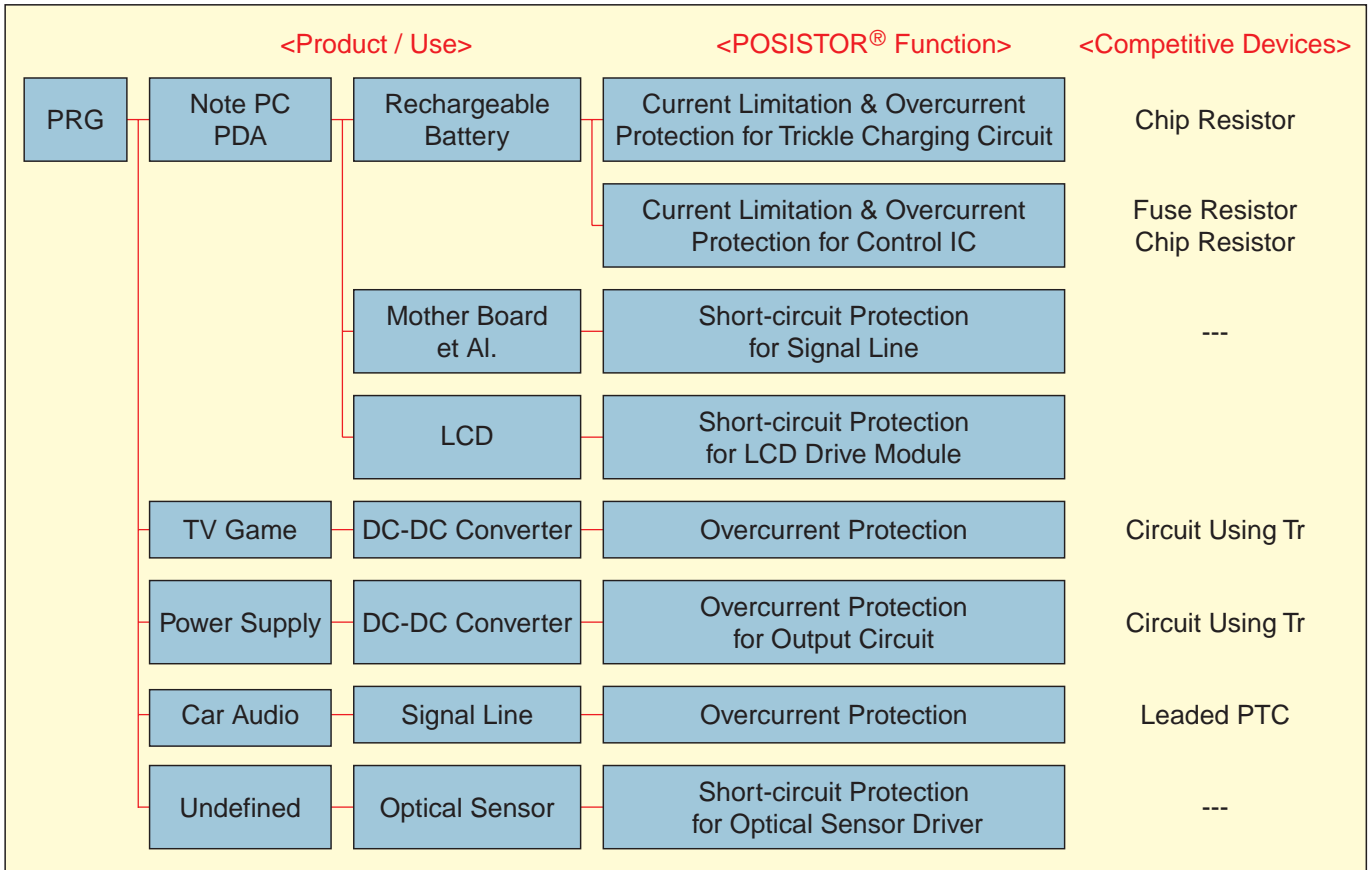 <Product / Use> <POSISTOR® Function> <Competitive Devices>
PRG
Note PC
PDA
Rechargeable
Battery
Current Limitation & Overcurrent
Protection for Trickle Charging Circuit
Chip Resistor
Current Limitation & Overcurrent
Protection for Control IC
Fuse Resistor
Chip Resistor
Mother Board
et Al.
Short-circuit Protection
for Signal Line
---
LCD
Short-circuit Protection
for LCD Drive Module
TV Game
DC-DC Converter
Overcurrent Protection
Circuit Using Tr
Power Supply
DC-DC Converter
Overcurrent Protection
for Output Circuit
Circuit Using Tr
Car Audio
Signal Line
Overcurrent Protection
Leaded PTC
Undefined
Optical Sensor
Short-circuit Protection
for Optical Sensor Driver
---